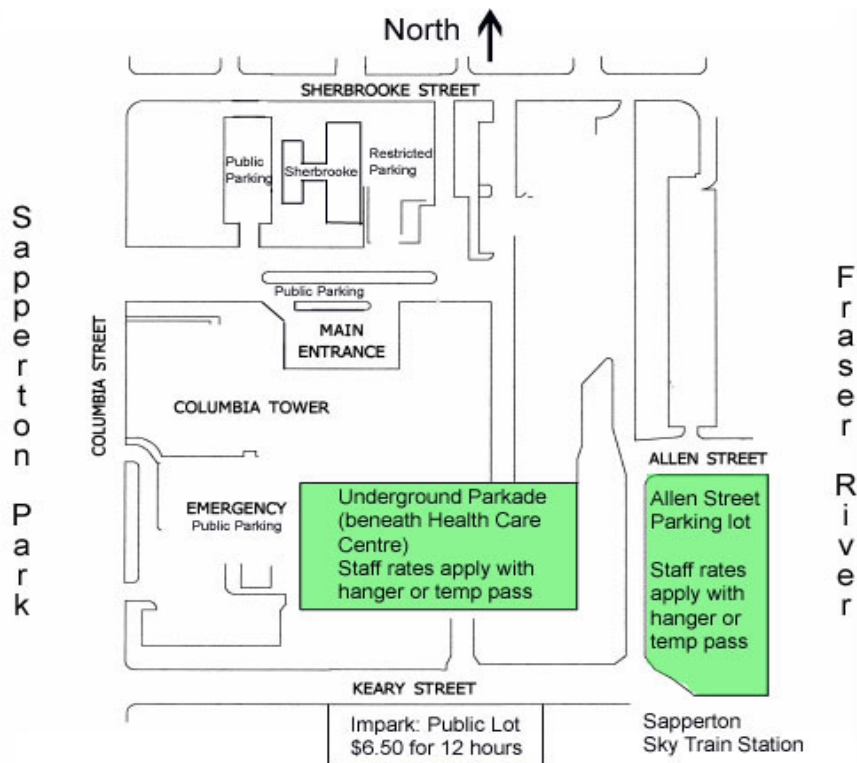 North
SHERBROOKE STREET
Public
Parking
Sherbrooke
Restricted
Parking
Sapperton Park
Fraser River
Public Parking
MAIN
ENTRANCE
COLUMBIA STREET
COLUMBIA TOWER
ALLEN STREET
EMERGENCY
Public Parking
Underground Parkade
(beneath Health Care
Centre)
Staff rates apply with
hanger or temp pass
Allen Street
Parking lot
Staff rates
apply with
hanger or
temp pass
KEARY STREET
Impark: Public Lot
$6.50 for 12 hours
Sapperton
Sky Train Station